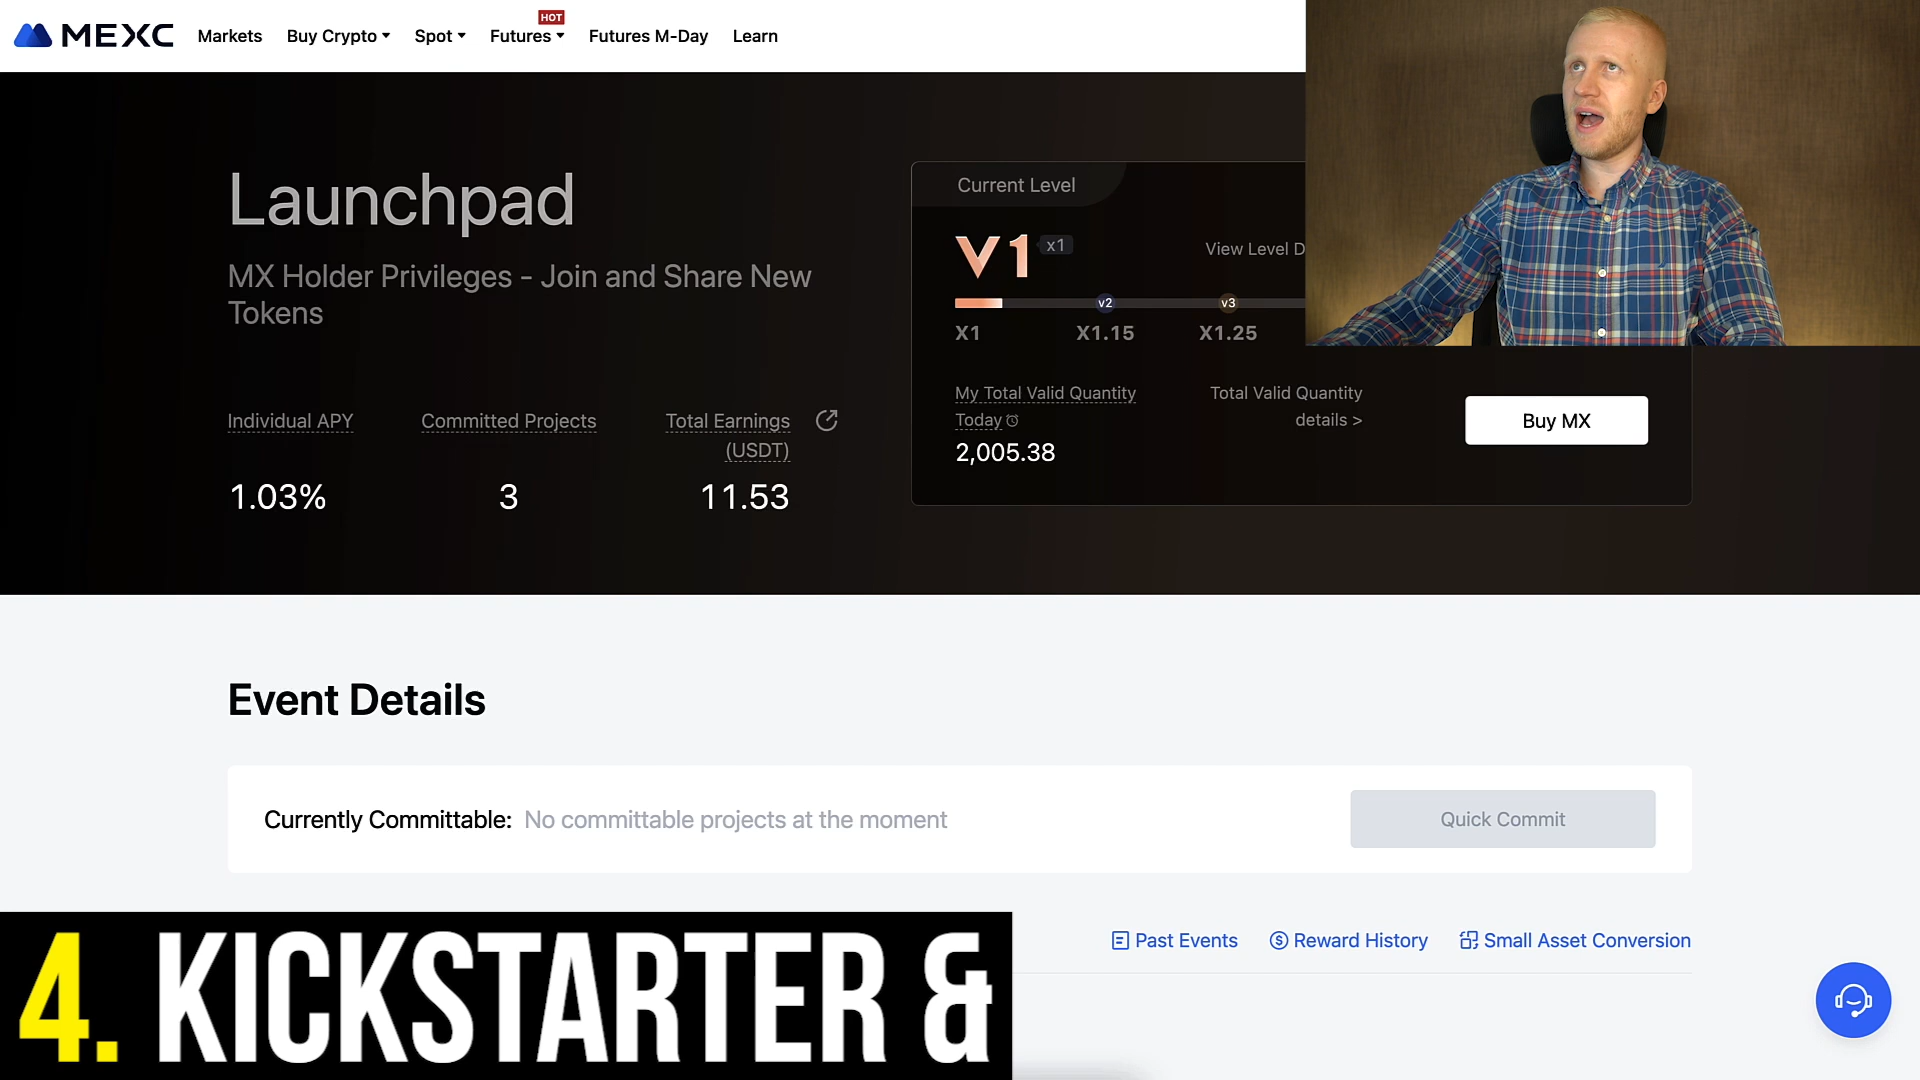 MEXC
Markets
Buy Crypto
Spot
Futures
HOT
Futures M-Day
Learn
Launchpad
MX Holder Privileges - Join and Share New
Tokens
Individual APY
Committed Projects
Total Earnings
(USDT)
1.03%
3
11.53
Current Level
V1
x1
View Level D
v2
v3
X1
X1.15
X1.25
My Total Valid Quantity
Today
2,005.38
Total Valid Quantity
details >
Buy MX
Event Details
Currently Committable: No committable projects at the moment
Quick Commit
Past Events
Reward History
Small Asset Conversion
4. KICKSTARTER &